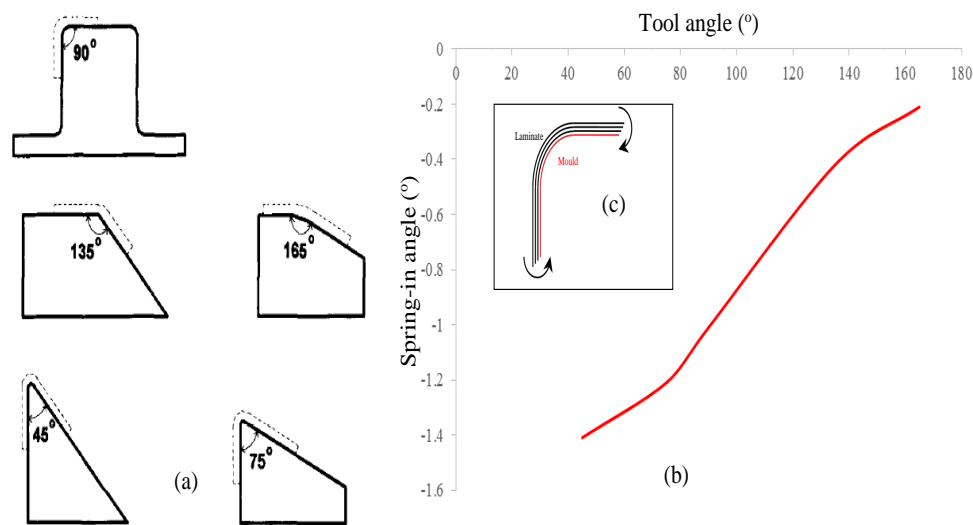 90°
135°
165°
45°
75°
(a)
Tool angle (º)
0 20 40 60 80 100 120 140 160 180
0
-0.2
-0.4
-0.6
-0.8
-1
-1.2
-1.4
-1.6
Spring-in angle (º)
Laminate
Mould
(c)
(b)